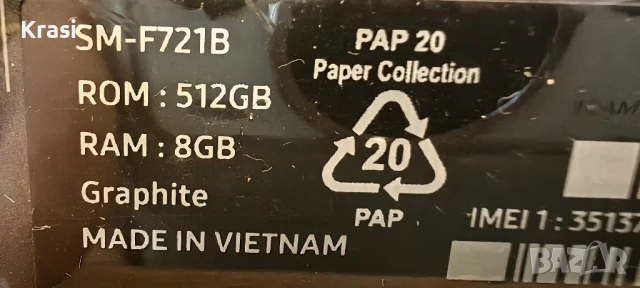 Krasi
SM-F721B
ROM : 512GB
RAM : 8GB
Graphite
MADE IN VIETNAM
PAP 20
Paper Collection
20
PAP
IMEI 1 : 35137
BAZAR